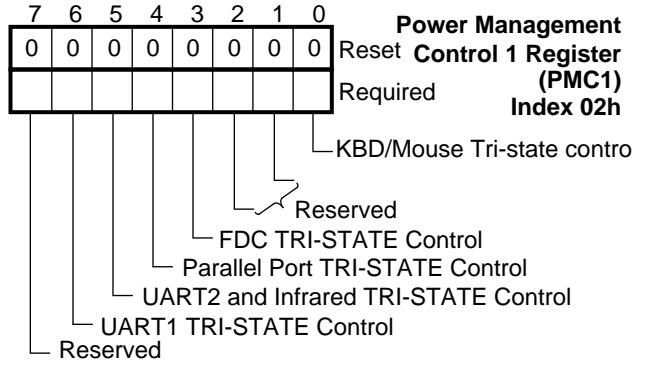 7 6 5 4 3 2 1 0
Power Management
0 0 0 0 0 0 0 0 Reset Control 1 Register
(PMC1)
Required
Index 02h
KBD/Mouse Tri-state contro
Reserved
FDC TRI-STATE Control
Parallel Port TRI-STATE Control
UART2 and Infrared TRI-STATE Control
UART1 TRI-STATE Control
Reserved